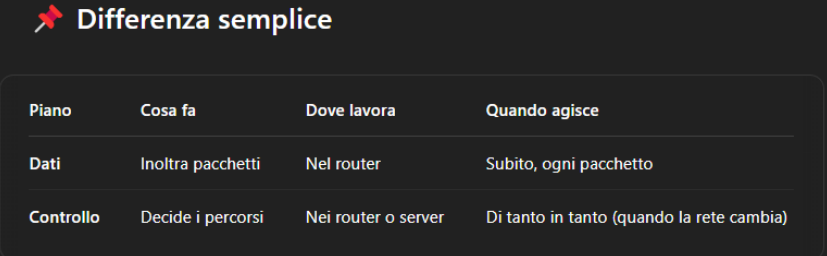 📌 Differenza semplice
Piano Cosa fa Dove lavora Quando agisce
Dati Inoltra pacchetti Nel router Subito, ogni pacchetto
Controllo Decide i percorsi Nei router o server Di tanto in tanto (quando la rete cambia)